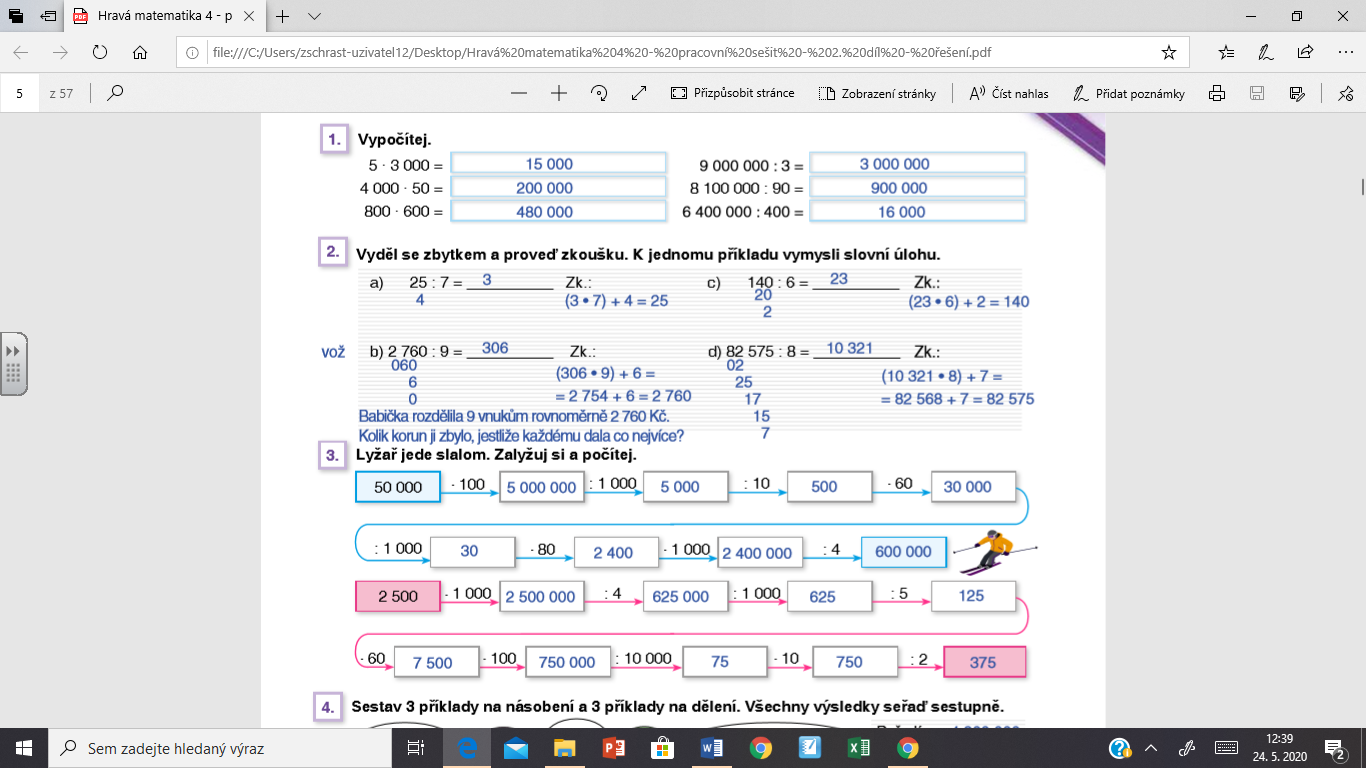 Hravá matematika 4 - p
file:///C:/Users/zschrast-uzivatel12/Desktop/Hravá%20matematika%204%20-%20pracovní%20sešit%20-%202.%20díl%20-%20řešení.pdf
5 z 57 Přizpůsobit stránce Zobrazení stránky Číst nahlas Přidat poznámky
1. Vypočítej.
5 · 3 000 = 15 000 9 000 000 : 3 = 3 000 000
4 000 · 50 = 200 000 8 100 000 : 90 = 900 000
800 · 600 = 480 000 6 400 000 : 400 = 16 000
2. Vyděl se zbytkem a proveď zkoušku. K jednomu příkladu vymysli slovní úlohu.
a) 25 : 7 = 3 Zk.: c) 140 : 6 = 23 Zk.:
4 (3 • 7) + 4 = 25 20 (23 • 6) + 2 = 140
2
vož b) 2 760 : 9 = 306 Zk.: d) 82 575 : 8 = 10 321 Zk.:
060 (306 • 9) + 6 = 02 (10 321 • 8) + 7 =
6 = 2 754 + 6 = 2 760 25 = 82 568 + 7 = 82 575
0 17
Babička rozdělila 9 vnukům rovnoměrně 2 760 Kč. 15
Kolik korun ji zbylo, jestliže každému dala co nejvíce? 7
3. Lyžař jede slalom. Zalyžuj si a počítej.
50 000 · 100 5 000 000 : 1 000 5 000 : 10 500 · 60 30 000
: 1 000 30 · 80 2 400 · 1 000 2 400 000 : 4 600 000
2 500 · 1 000 2 500 000 : 4 625 000 : 1 000 625 : 5 125
· 60 7 500 · 100 750 000 : 10 000 75 · 10 750 : 2 375
4. Sestav 3 příklady na násobení a 3 příklady na dělení. Všechny výsledky seřaď sestupně.
Sem zadejte hledaný výraz
12:39
24. 5. 2020
2